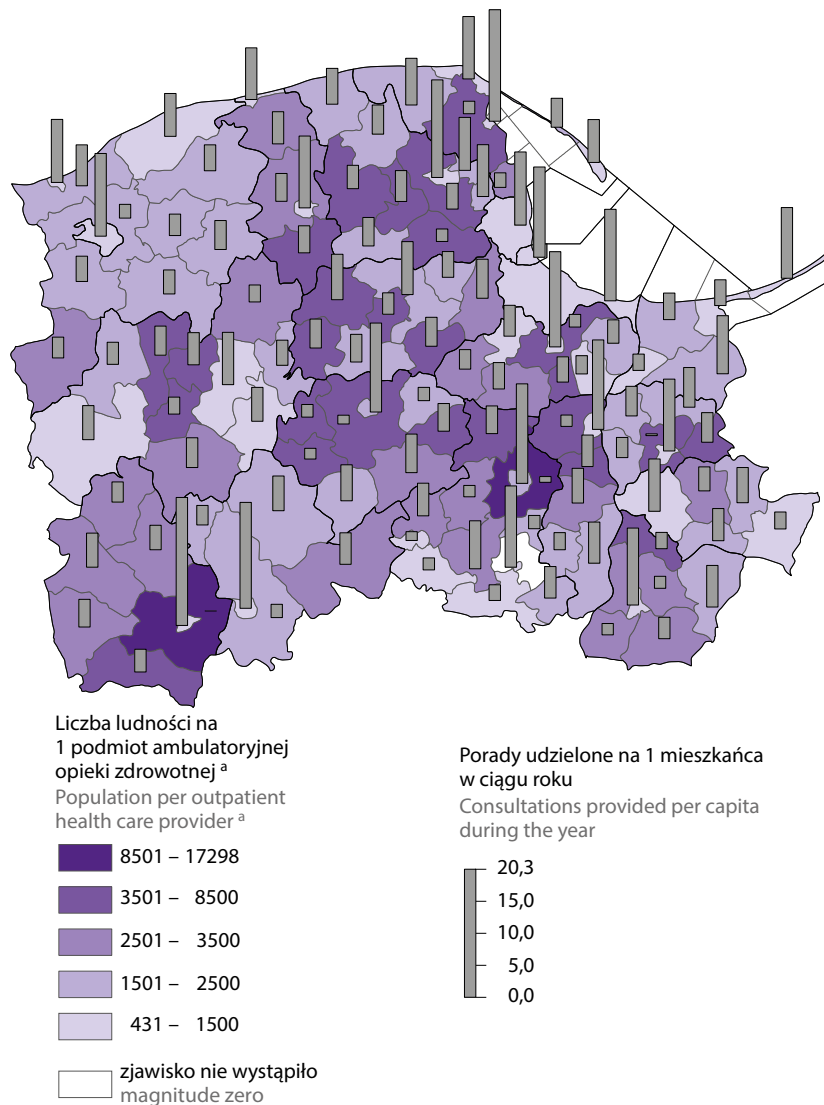 Liczba ludności na
1 podmiot ambulatoryjnej
opieki zdrowotnej ª
Population per outpatient
health care provider ª
8501 – 17298
3501 – 8500
2501 – 3500
1501 – 2500
431 – 1500
zjawisko nie wystąpiło
magnitude zero
Porady udzielone na 1 mieszkańca
w ciągu roku
Consultations provided per capita
during the year
20,3
15,0
10,0
5,0
0,0